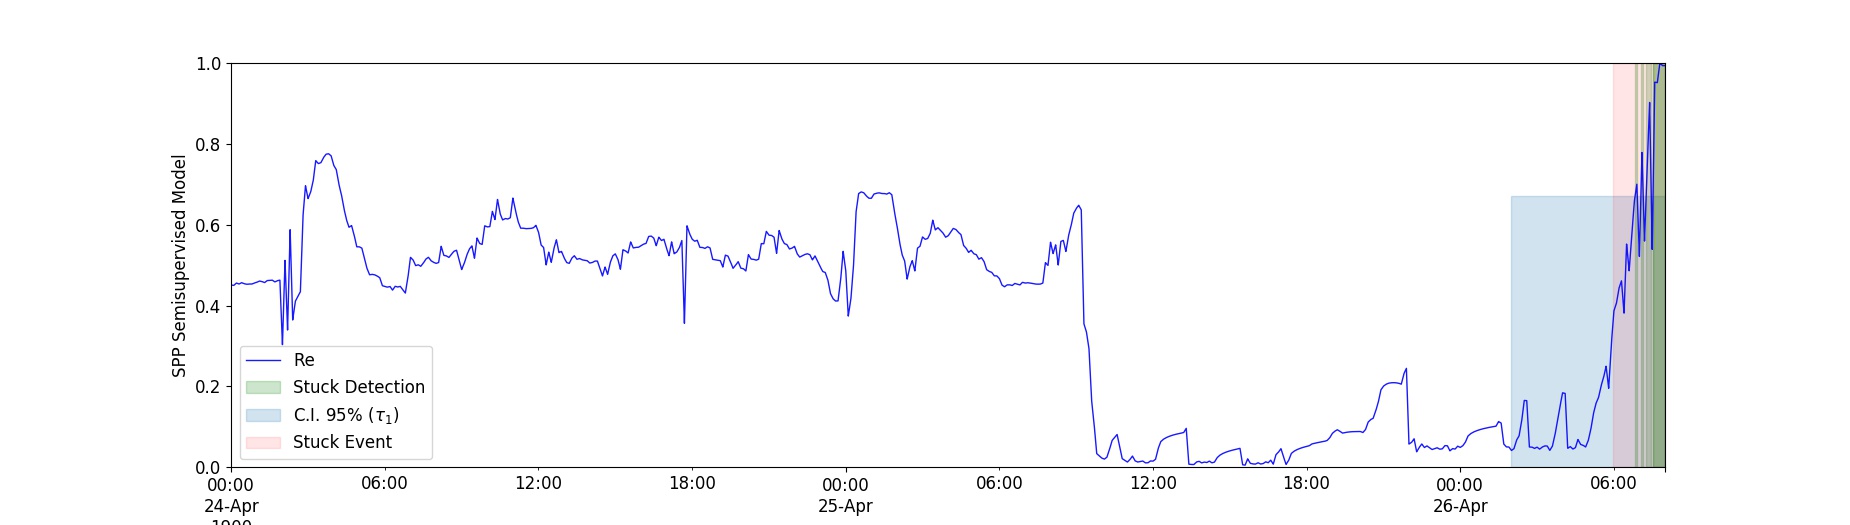 1.0
0.8
0.6
0.4
0.2
0.0
SPP Semisupervised Model
Re
Stuck Detection
C.I. 95% (τ₁)
Stuck Event
00:00 06:00 12:00 18:00 00:00 06:00 12:00 18:00 00:00 06:00
24-Apr 25-Apr 26-Apr
1900